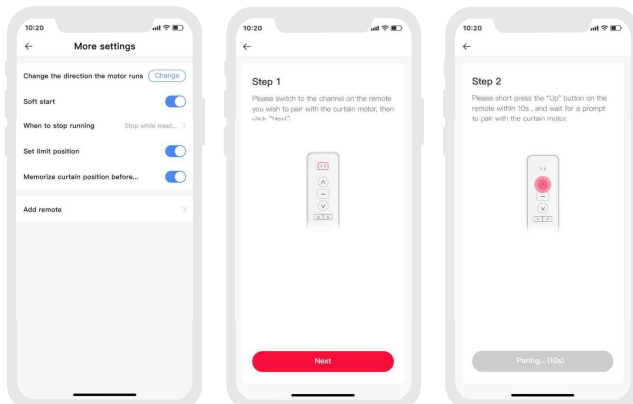 10:20
More settings
Change the direction the motor runs
Change
Soft start
When to stop running
Stop while meet...
Set limit position
Memorize curtain position before...
Add remote
10:20
Step 1
Please switch to the channel on the remote
you wish to pair with the curtain motor, then
click "Next".
Next
10:20
Step 2
Please short press the "Up" button on the
remote within 10s , and wait for a prompt
to pair with the curtain motor.
Paring... (10s)